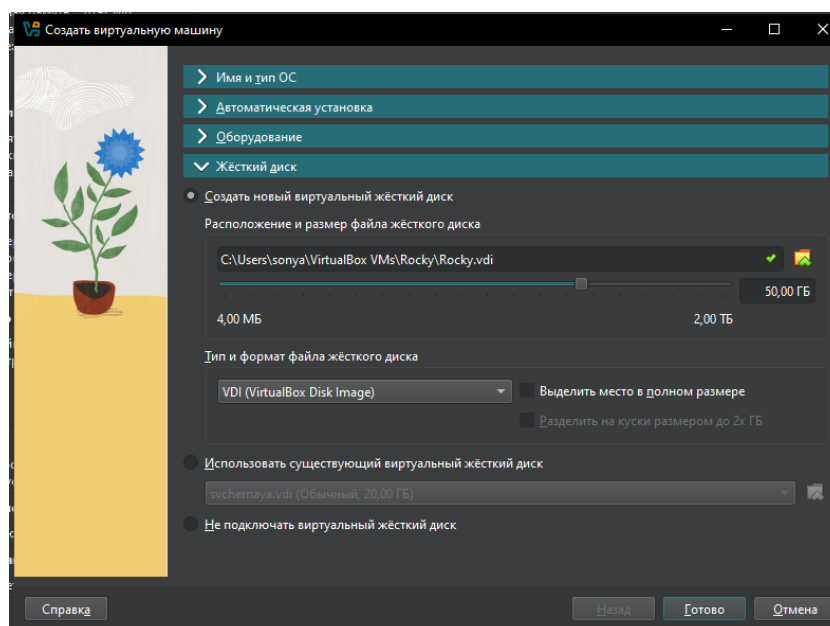 Создать виртуальную машину
Имя и тип ОС
Автоматическая установка
Оборудование
Жёсткий диск
Создать новый виртуальный жёсткий диск
Расположение и размер файла жёсткого диска
C:\Users\sonya\VirtualBox VMs\Rocky\Rocky.vdi
50,00 ГБ
4,00 МБ
2,00 ТБ
Тип и формат файла жёсткого диска
VDI (VirtualBox Disk Image)
Выделить место в полном размере
Разделить на куски размером до 2х ГБ
Использовать существующий виртуальный жёсткий диск
svchernaya.vdi (Обычный, 20,00 ГБ)
Не подключать виртуальный жёсткий диск
Справка
Назад
Готово
Отмена